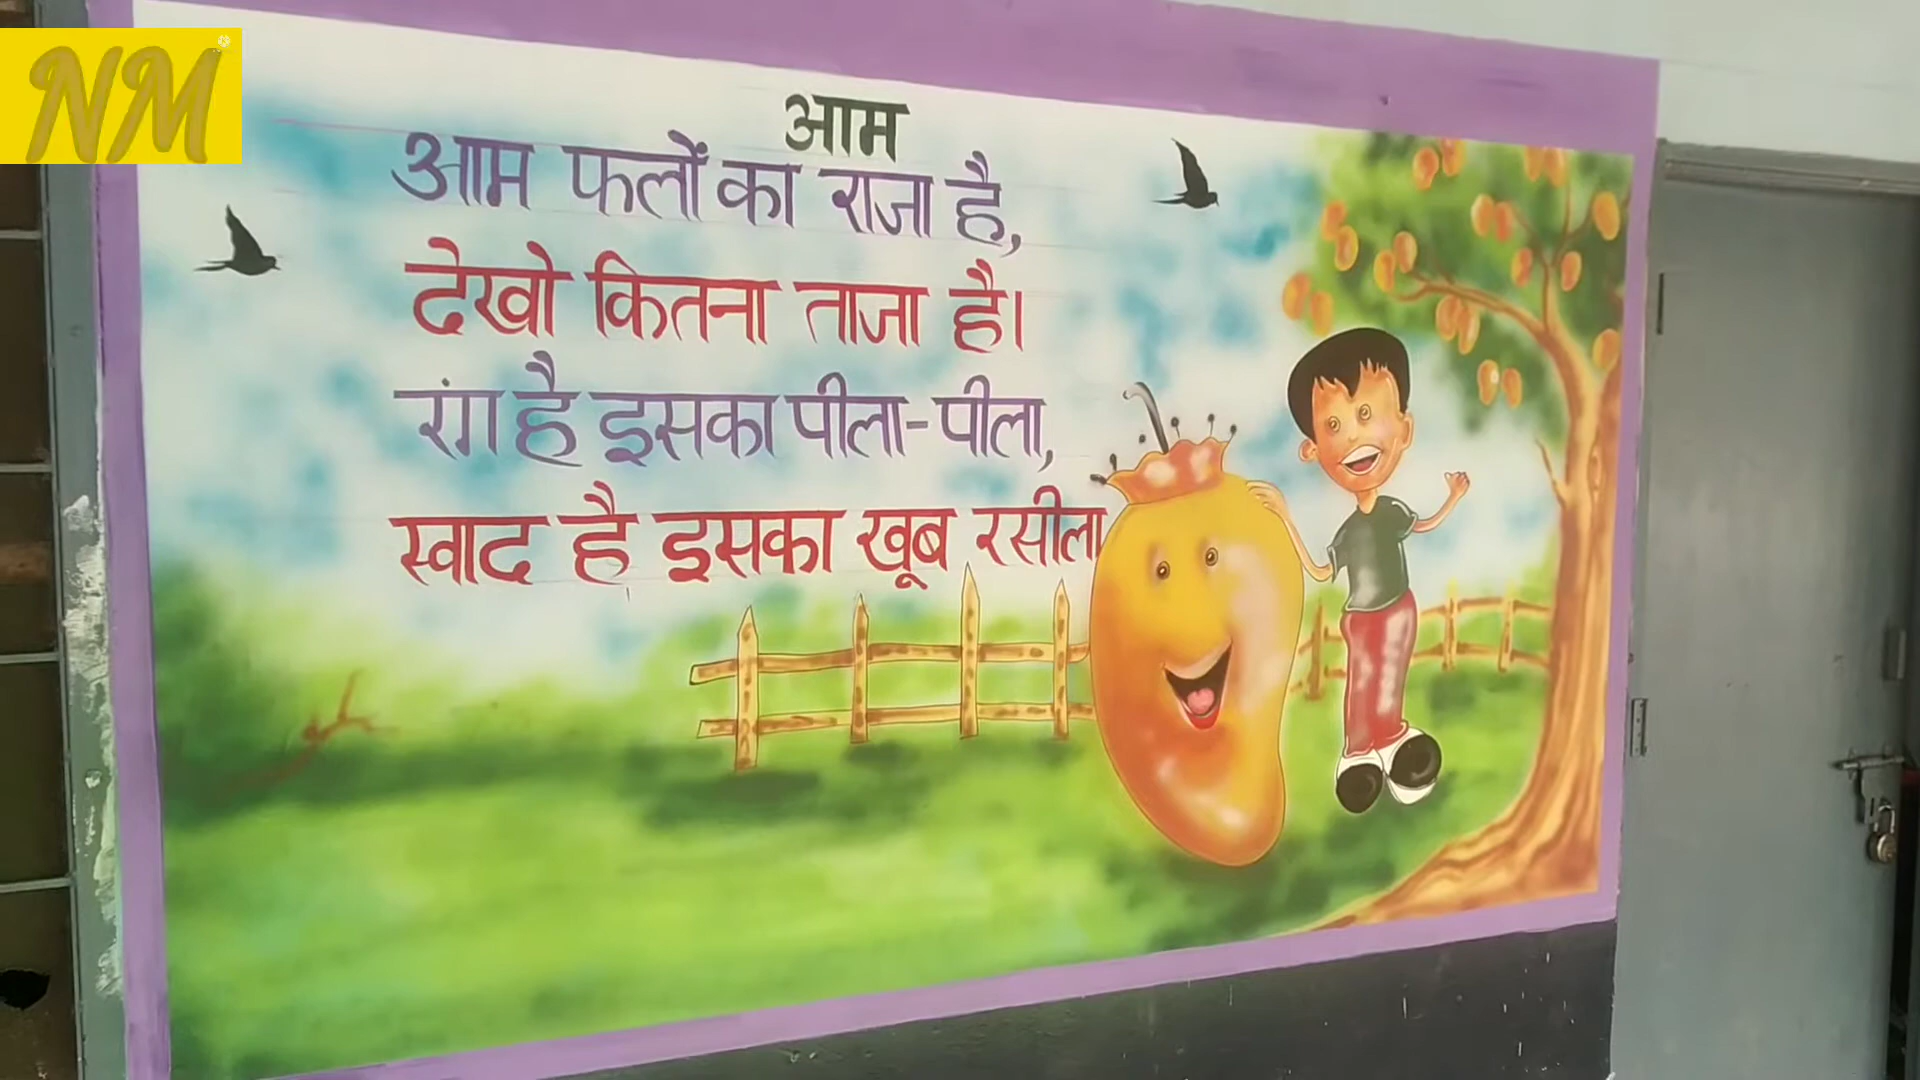 NM
आम
आम फलों का राजा है,
देखो कितना ताजा है।
रंग है इसका पीला-पीला,
स्वाद है इसका खूब रसीला